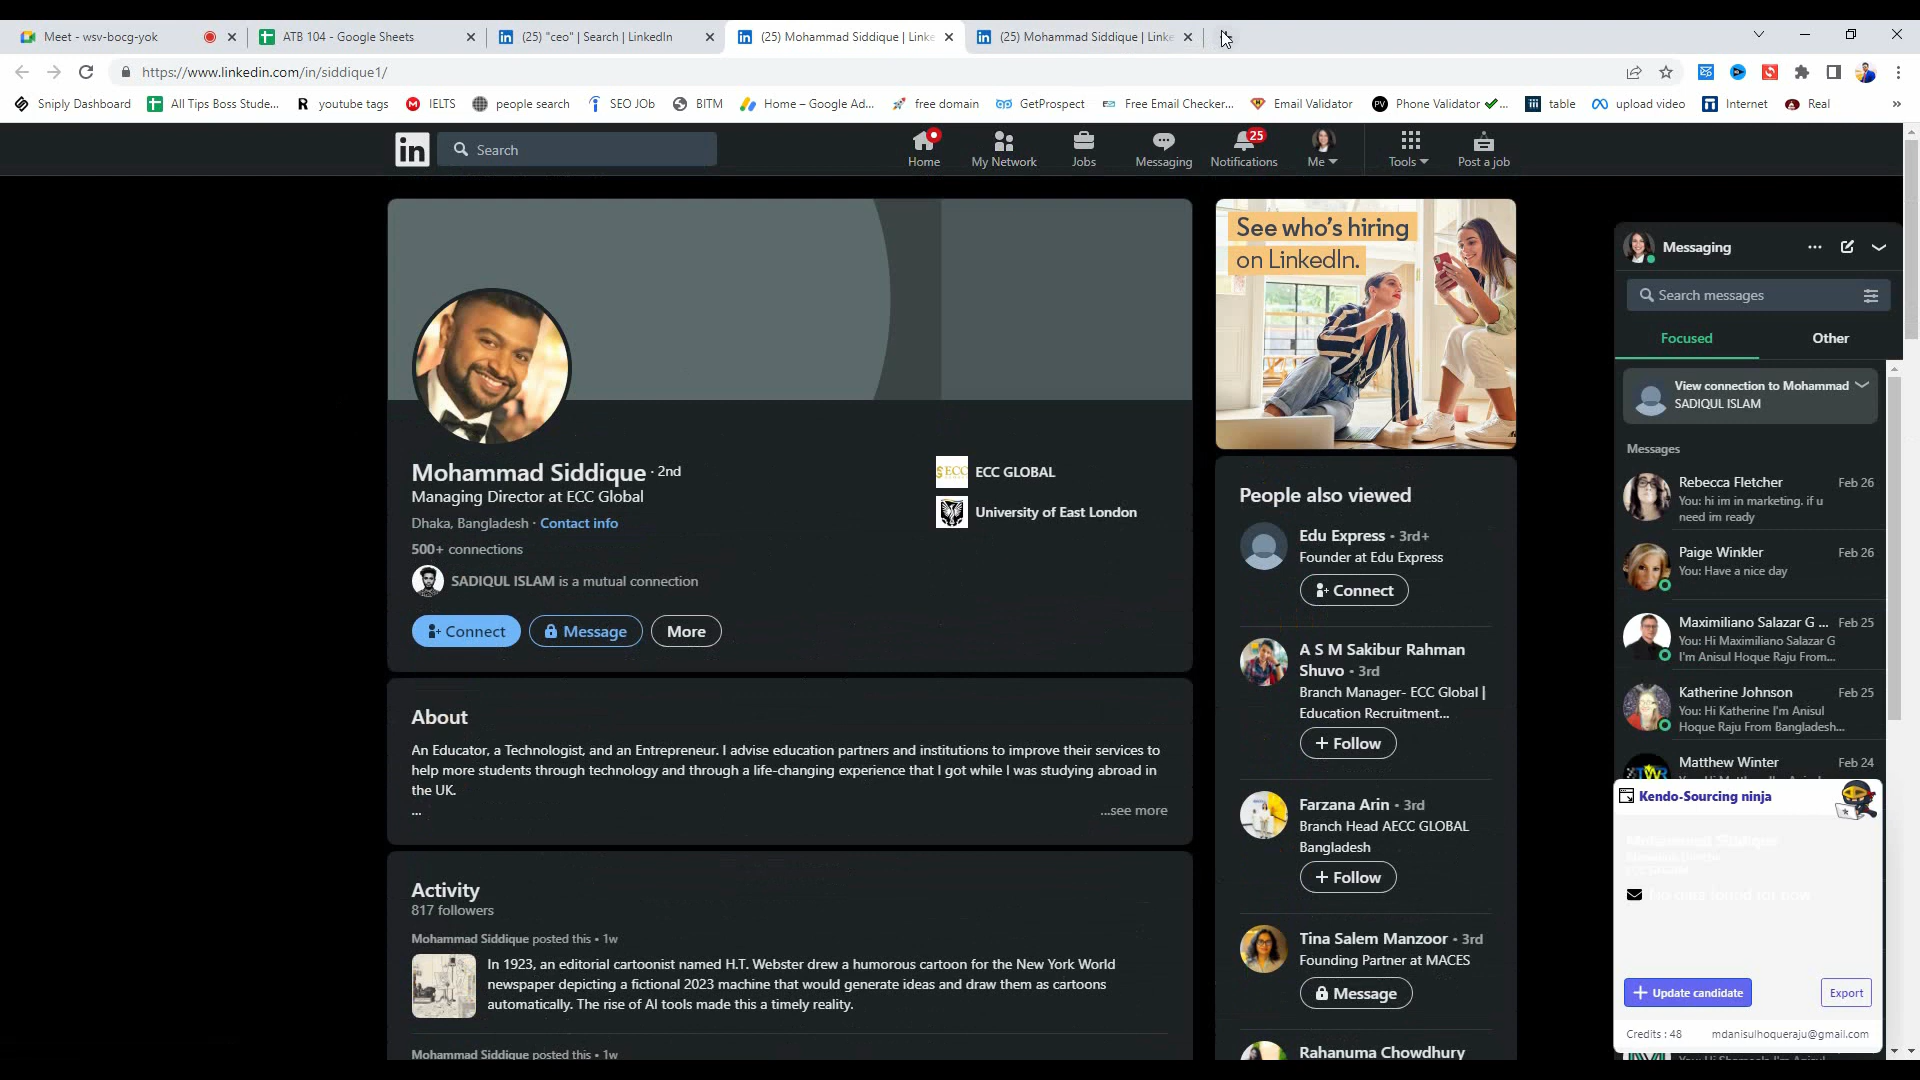 Meet - wsv-bocg-yok
ATB 104 - Google Sheets
(25) "ceo" | Search | LinkedIn
(25) Mohammad Siddique | Linke
(25) Mohammad Siddique | Linke
https://www.linkedin.com/in/siddique1/
Sniply Dashboard
All Tips Boss Stude...
youtube tags
IELTS
people search
SEO JOb
BITM
Home – Google Ad...
free domain
GetProspect
Free Email Checker...
Email Validator
Phone Validator ✔...
table
upload video
Internet
Real
»
in
Search
Home
My Network
Jobs
Messaging
25
Notifications
Me
Tools
Post a job
Mohammad Siddique · 2nd
Managing Director at ECC Global
Dhaka, Bangladesh · Contact info
500+ connections
SADIQUL ISLAM is a mutual connection
Connect
Message
More
ECC
ECC GLOBAL
University of East London
About
An Educator, a Technologist, and an Entrepreneur. I advise education partners and institutions to improve their services to
help more students through technology and through a life-changing experience that I got while I was studying abroad in
the UK.
...
...see more
Activity
817 followers
Mohammad Siddique posted this • 1w
In 1923, an editorial cartoonist named H.T. Webster drew a humorous cartoon for the New York World
newspaper depicting a fictional 2023 machine that would generate ideas and draw them as cartoons
automatically. The rise of AI tools made this a timely reality.
Mohammad Siddique posted this • 1w
See who's hiring
on LinkedIn.
People also viewed
Edu Express • 3rd+
Founder at Edu Express
Connect
A S M Sakibur Rahman
Shuvo • 3rd
Branch Manager- ECC Global |
Education Recruitment...
+ Follow
Farzana Arin • 3rd
Branch Head AECC GLOBAL
Bangladesh
+ Follow
Tina Salem Manzoor • 3rd
Founding Partner at MACES
Message
Rahanuma Chowdhury
Messaging
Search messages
Focused
Other
View connection to Mohammad
SADIQUL ISLAM
Messages
Rebecca Fletcher
Feb 26
You: hi im in marketing. if u
need im ready
Paige Winkler
Feb 26
You: Have a nice day
Maximiliano Salazar G ...
Feb 25
You: Hi Maximiliano Salazar G
I'm Anisul Hoque Raju From...
Katherine Johnson
Feb 25
You: Hi Katherine I'm Anisul
Hoque Raju From Bangladesh...
Matthew Winter
Feb 24
Kendo-Sourcing ninja
Mohammad Siddique
+ Update candidate
Export
Credits : 48
mdanisulhoqueraju@gmail.com